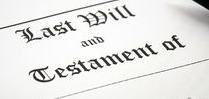 Last Will
and
Testament of